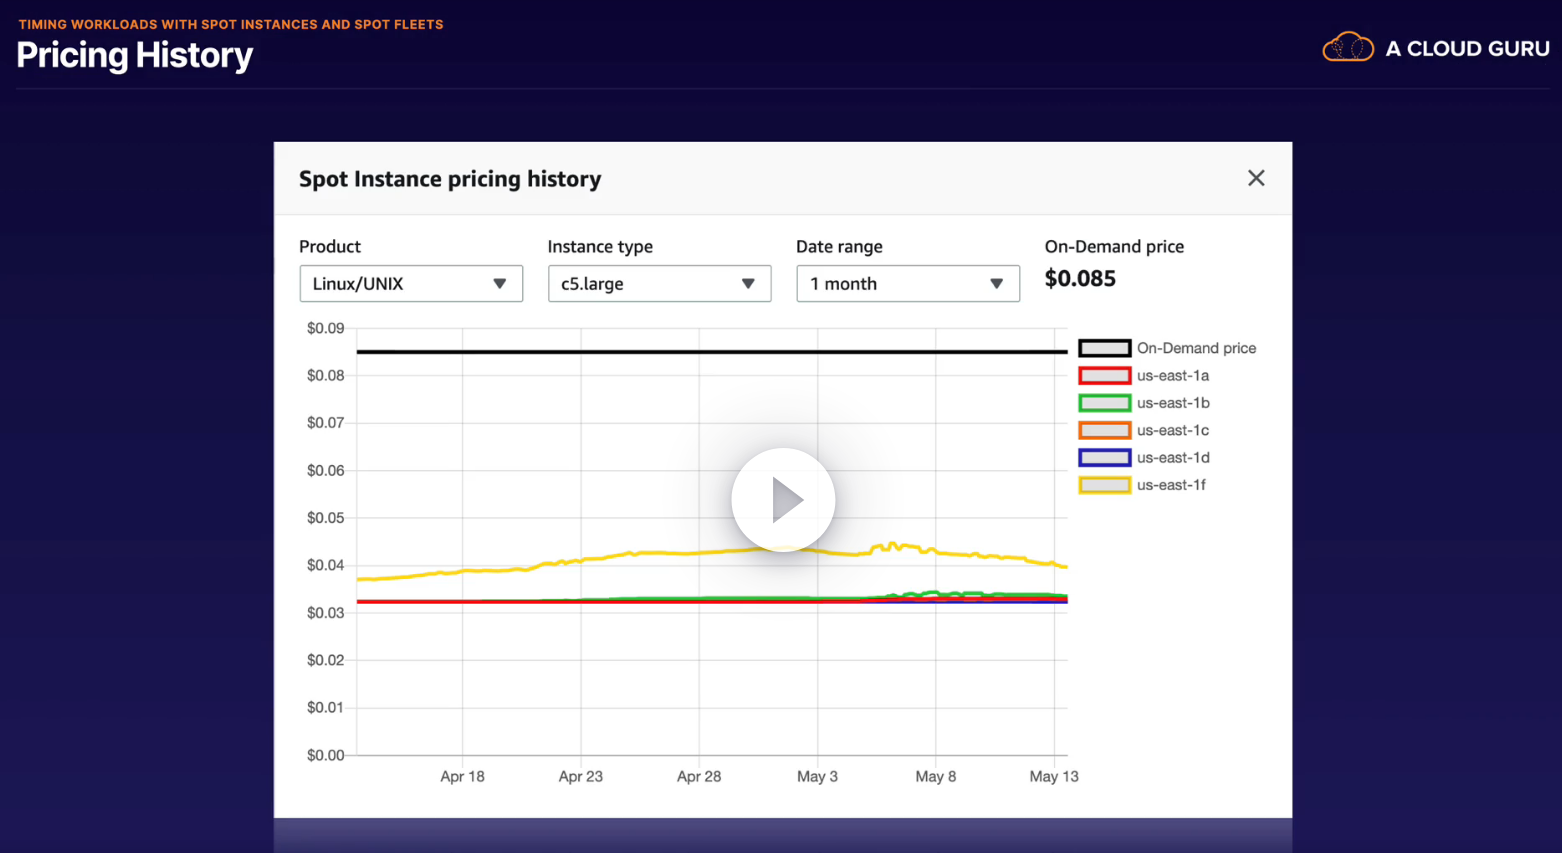 TIMING WORKLOADS WITH SPOT INSTANCES AND SPOT FLEETS
Pricing History
A CLOUD GURU
Spot Instance pricing history
Product
Instance type
Date range
On-Demand price
Linux/UNIX
c5.large
1 month
$0.085
$0.09
$0.08
$0.07
$0.06
$0.05
$0.04
$0.03
$0.02
$0.01
$0.00
Apr 18
Apr 23
Apr 28
May 3
May 8
May 13
On-Demand price
us-east-1a
us-east-1b
us-east-1c
us-east-1d
us-east-1f